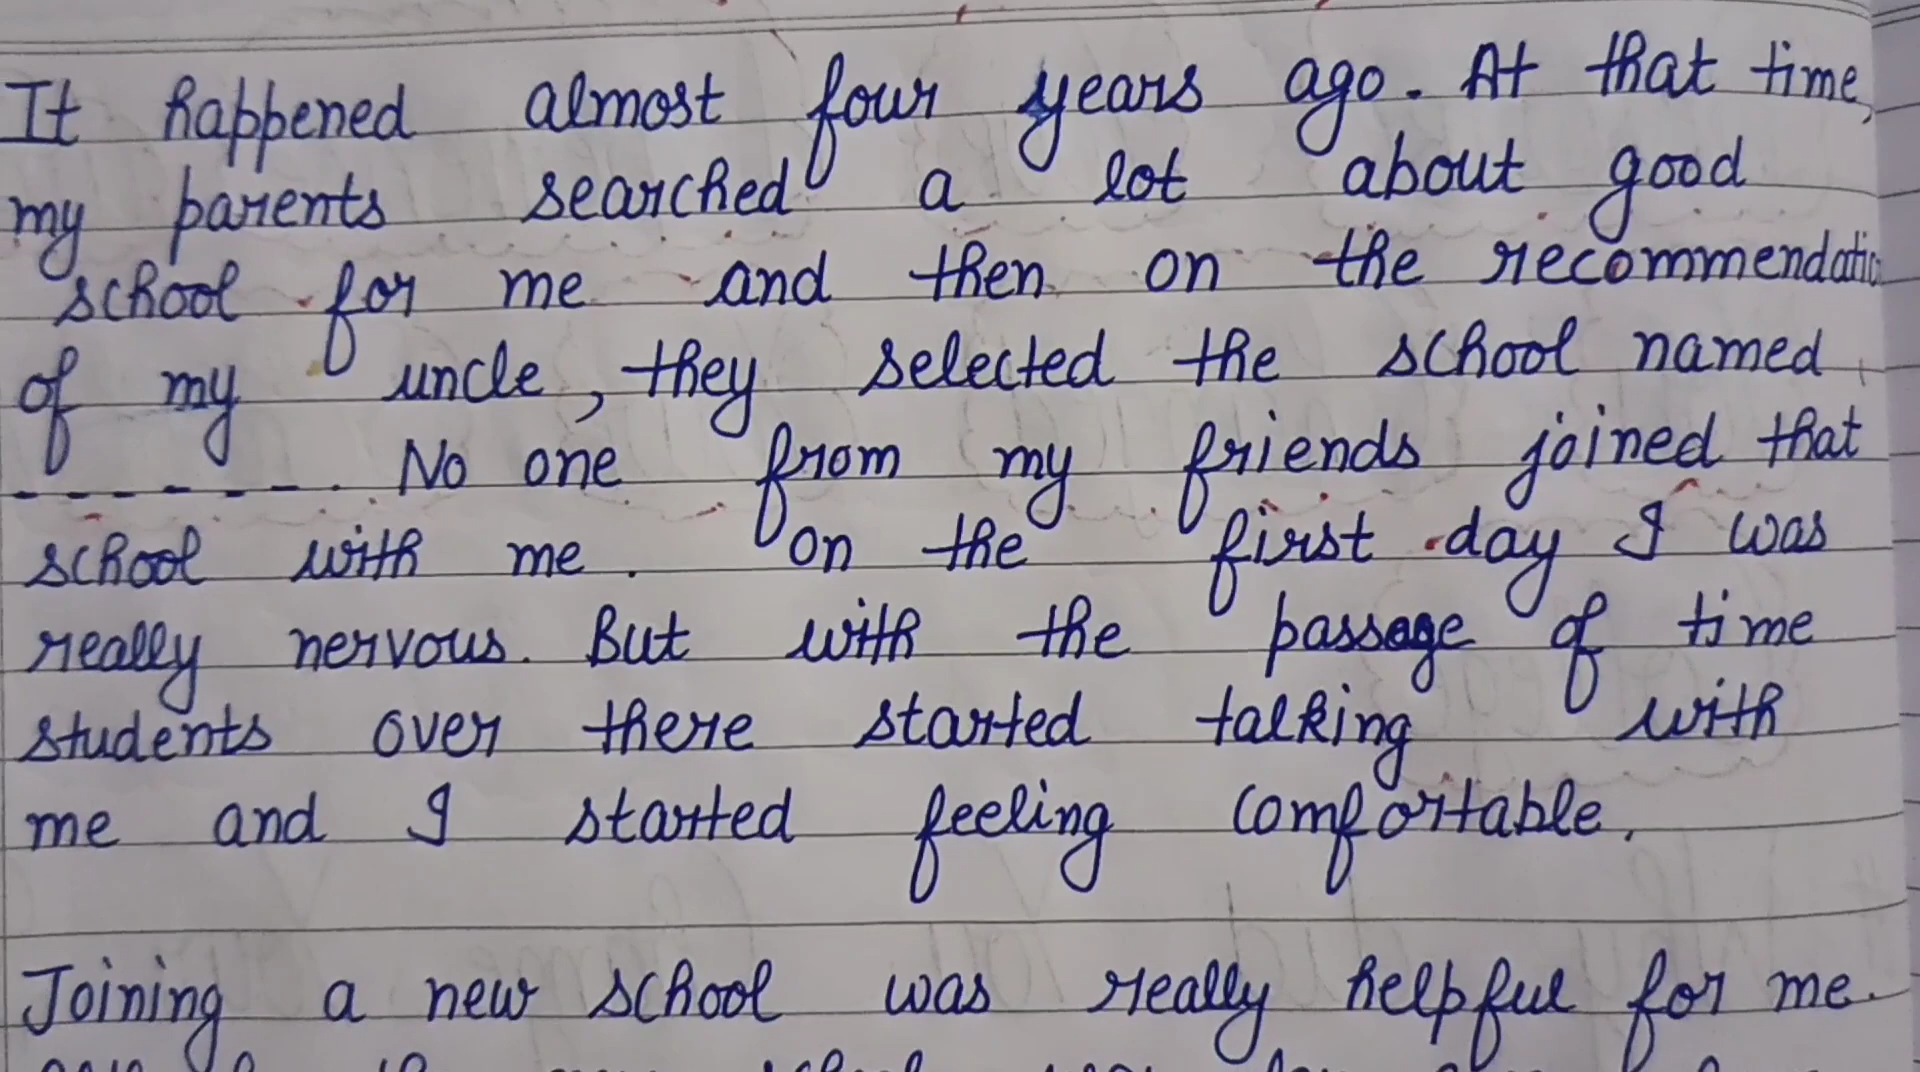 It happened almost four years ago. At that time,
my parents searched a lot about good
school for me and then on the recommendatio
of my uncle, they selected the school named
--------. No one from my friends joined that
school with me. on the first day I was
really nervous. But with the passage of time
students over there started talking with
me and I started feeling comfortable.
Joining a new school was really helpful for me.